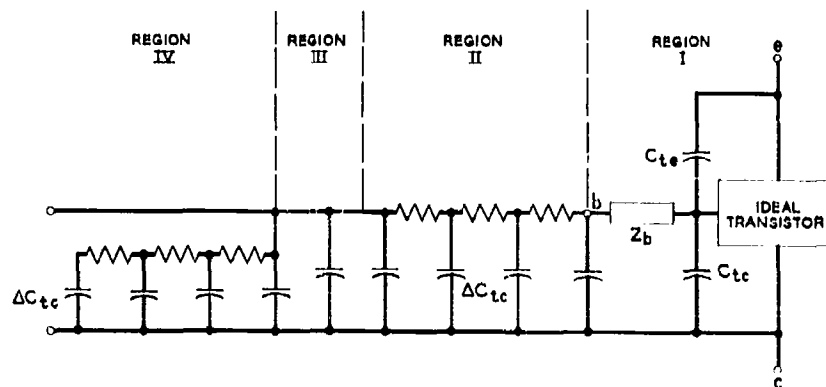 REGION IV
REGION III
REGION II
REGION I
e
C_te
b
Z_b
IDEAL TRANSISTOR
ΔC_tc
ΔC_tc
C_tc
c